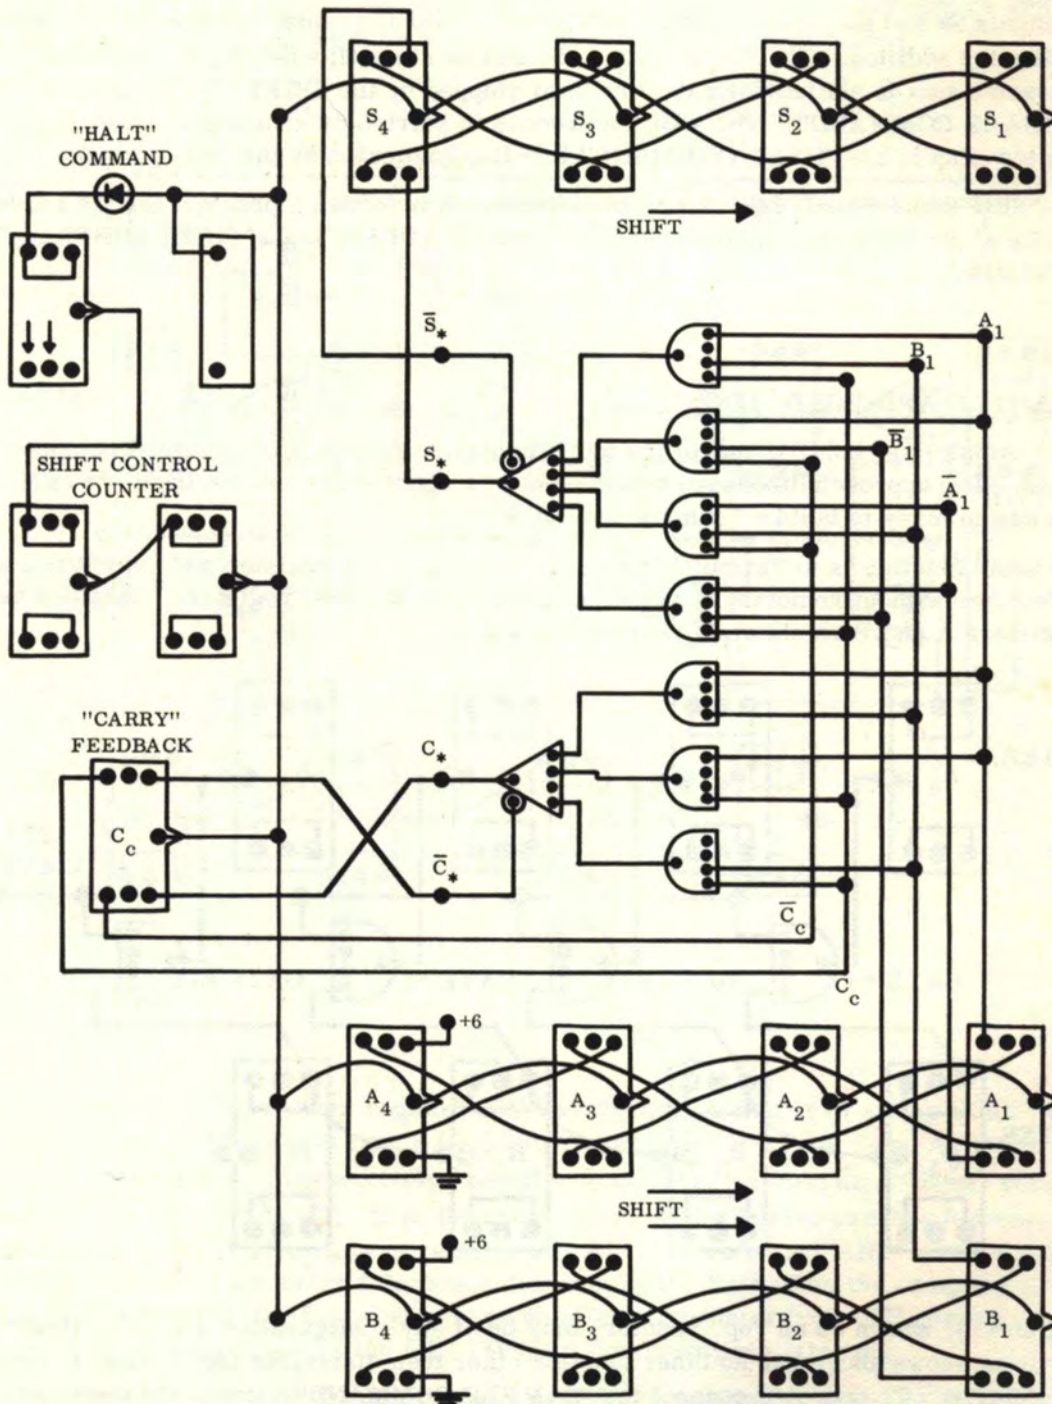 "HALT"
COMMAND
S4 S3 S2 S1
SHIFT
S̄*
A1
B1
B̄1
Ā1
S*
SHIFT CONTROL
COUNTER
"CARRY"
FEEDBACK
C*
Cc
C̄*
C̄c
Cc
+6
A4 A3 A2 A1
SHIFT
+6
B4 B3 B2 B1